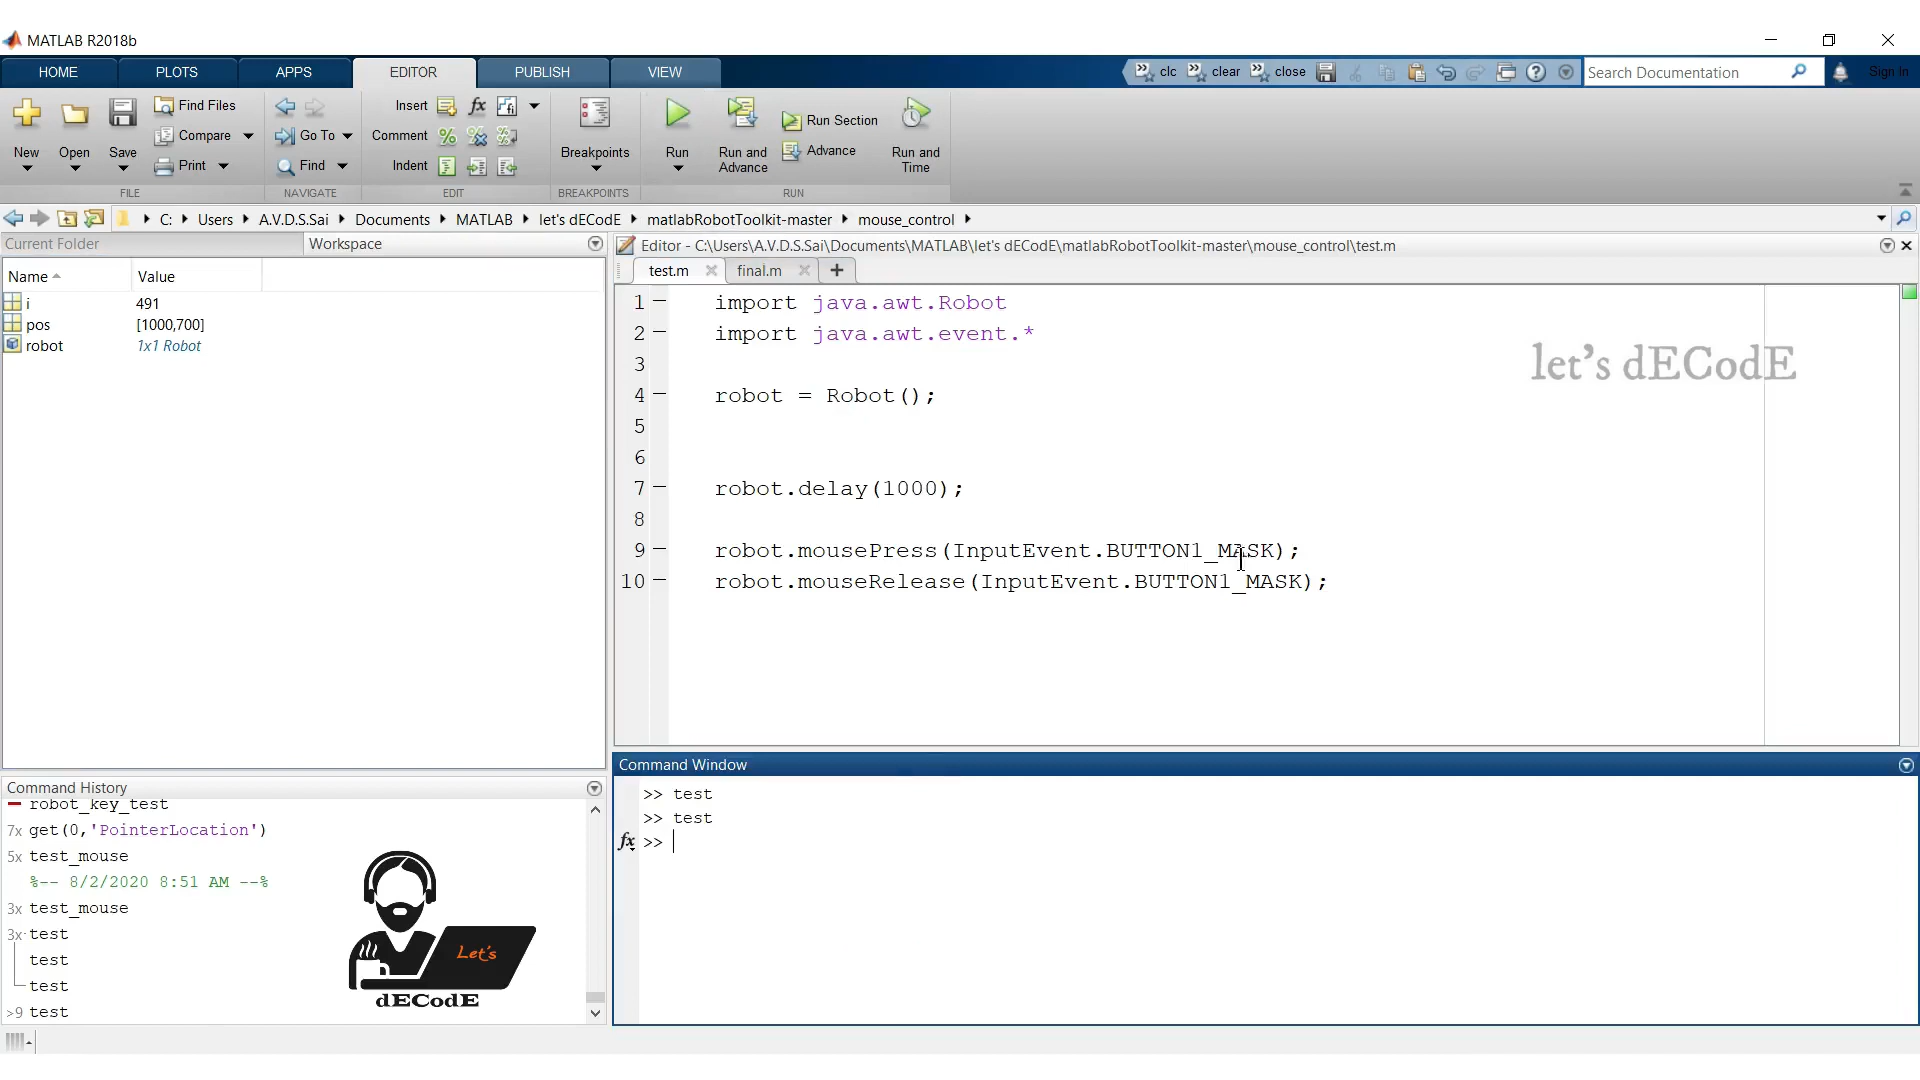 MATLAB R2018b
HOME PLOTS APPS EDITOR PUBLISH VIEW clc clear close Search Documentation Sign In
New Open Save Find Files Compare Print Go To Find Insert Comment Indent Breakpoints Run Run and Advance Run Section Advance Run and Time
FILE NAVIGATE EDIT BREAKPOINTS RUN
C: Users A.V.D.S.Sai Documents MATLAB let's dECodE matlabRobotToolkit-master mouse_control
Current Folder Workspace
Name Value
i 491
pos [1000,700]
robot 1x1 Robot
Editor - C:\Users\A.V.D.S.Sai\Documents\MATLAB\let's dECodE\matlabRobotToolkit-master\mouse_control\test.m
test.m final.m
1 import java.awt.Robot
2 import java.awt.event.*
3
4 robot = Robot();
5
6
7 robot.delay(1000);
8
9 robot.mousePress(InputEvent.BUTTON1_MASK);
10 robot.mouseRelease(InputEvent.BUTTON1_MASK);
let's dECodE
Command History
robot_key_test
7x get(0,'PointerLocation')
5x test_mouse
%-- 8/2/2020 8:51 AM --%
3x test_mouse
3x test
test
test
>9 test
Let's
dECodE
Command Window
>> test
>> test
fx >>